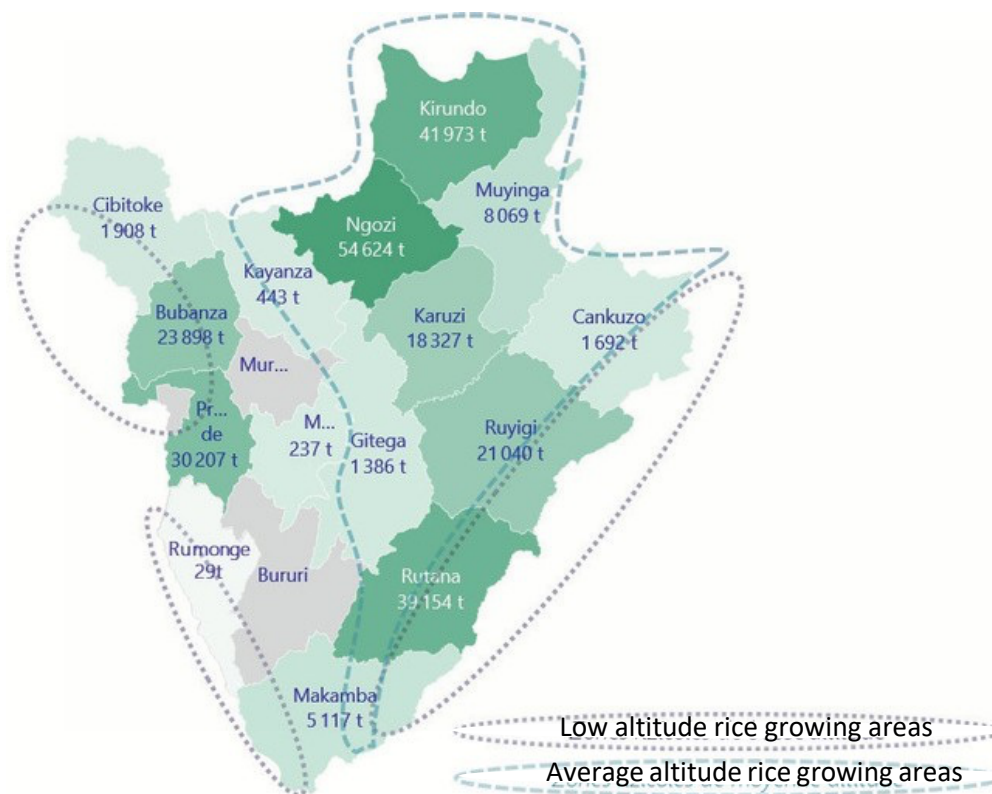 Kirundo
41 973 t
Muyinga
8 069 t
Cibitoke
1 908 t
Ngozi
54 624 t
Kayanza
443 t
Bubanza
23 898 t
Karuzi
18 327 t
Cankuzo
1 692 t
Mur...
Pr...
de
30 207 t
M...
237 t
Gitega
1 386 t
Ruyigi
21 040 t
Rumonge
29t
Bururi
Rutana
39 154 t
Makamba
5 117 t
Low altitude rice growing areas
Average altitude rice growing areas